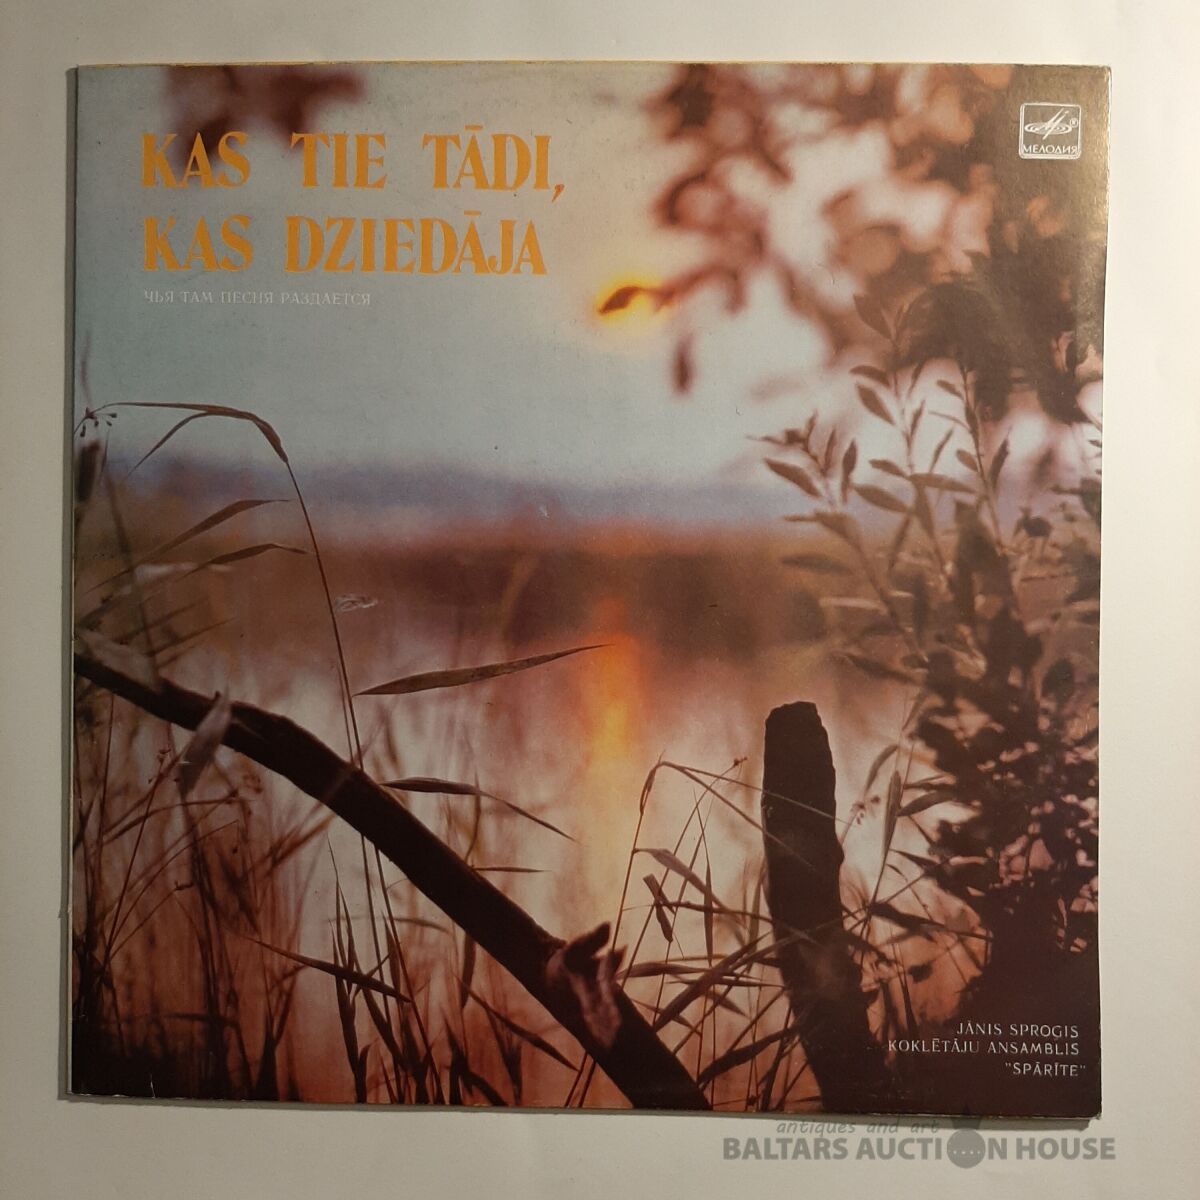 KAS TIE TĀDI,
KAS DZIEDĀJA
ЧЬЯ ТАМ ПЕСНЯ РАЗДАЕТСЯ
МЕЛОДИЯ
JĀNIS SPROĢIS
KOKLĒTĀJU ANSAMBLIS
"SPĀRĪTE"
antiques and art
BALTARS AUCTION HOUSE